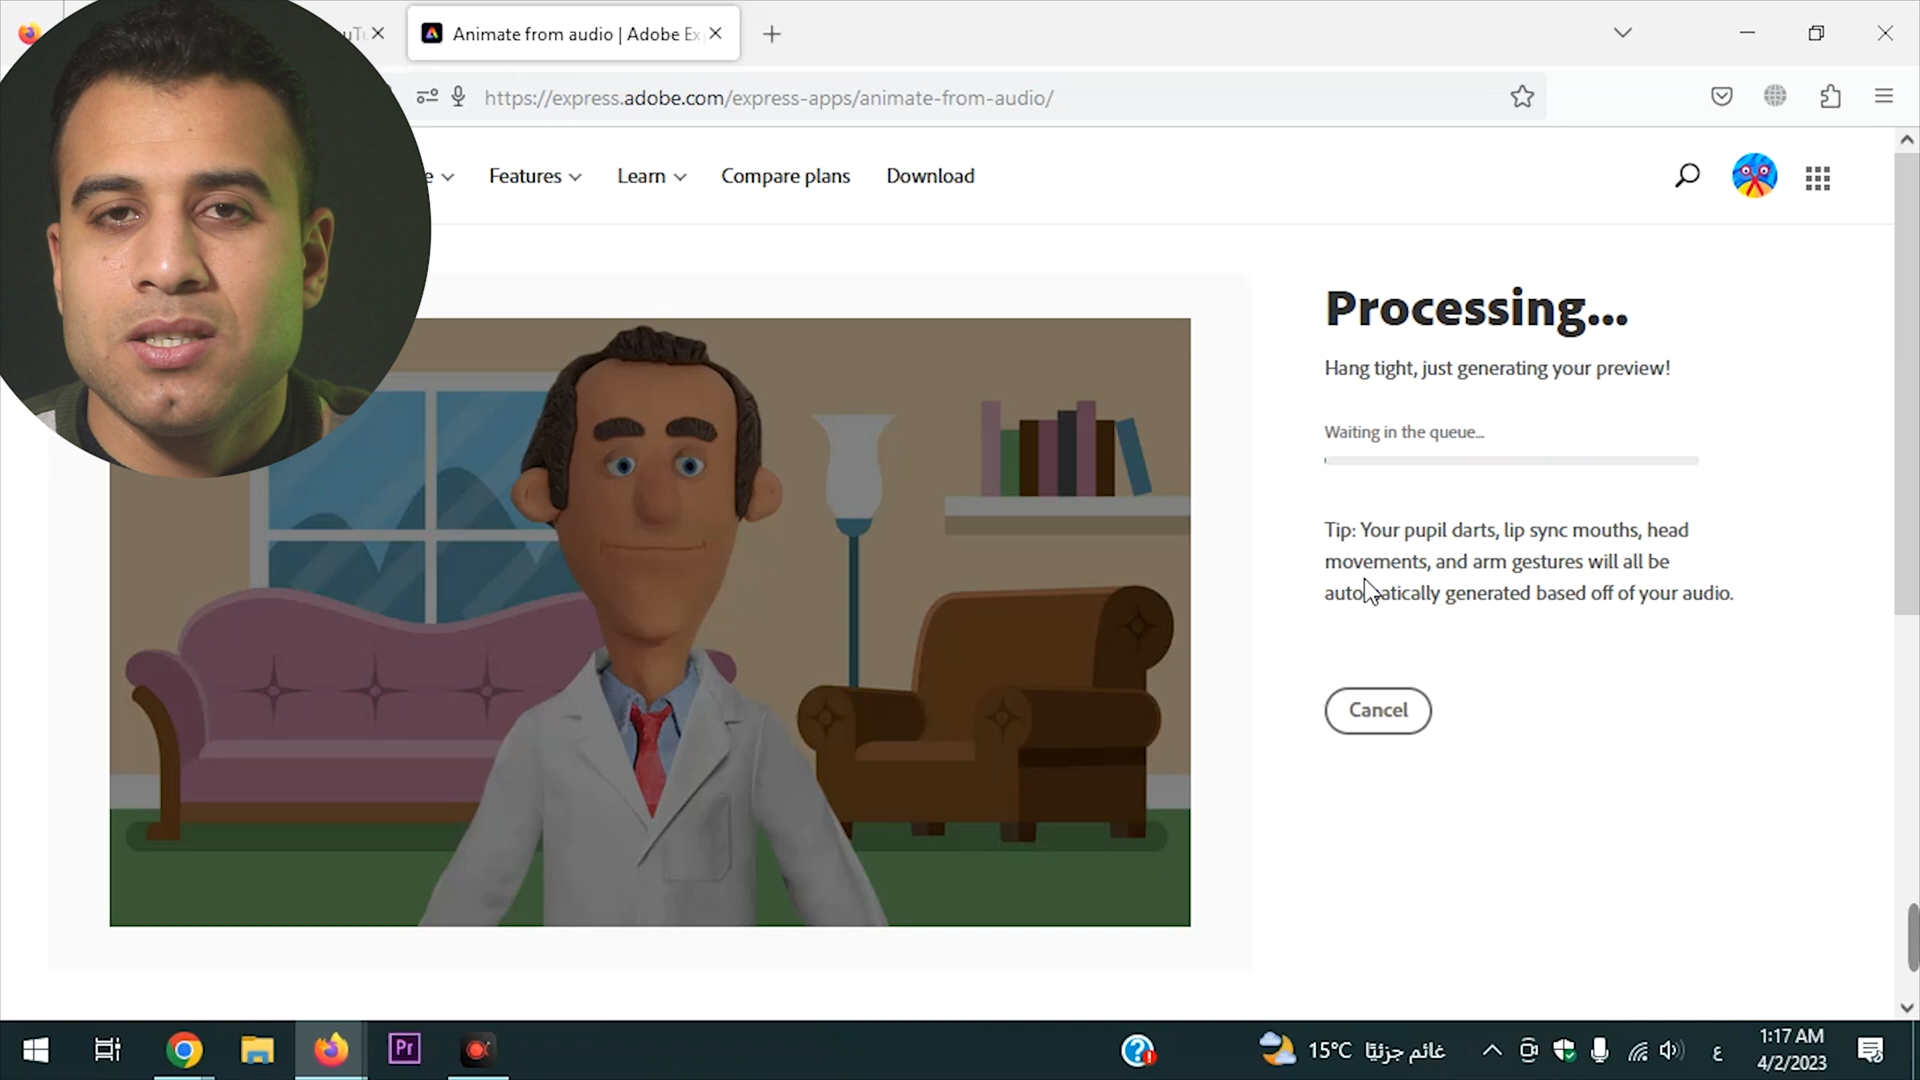 Animate from audio | Adobe Ex
https://express.adobe.com/express-apps/animate-from-audio/
Features
Learn
Compare plans
Download
Processing...
Hang tight, just generating your preview!
Waiting in the queue...
Tip: Your pupil darts, lip sync mouths, head
movements, and arm gestures will all be
automatically generated based off of your audio.
Cancel
Pr
15°C غائم جزئيًا
ع
1:17 AM
4/2/2023